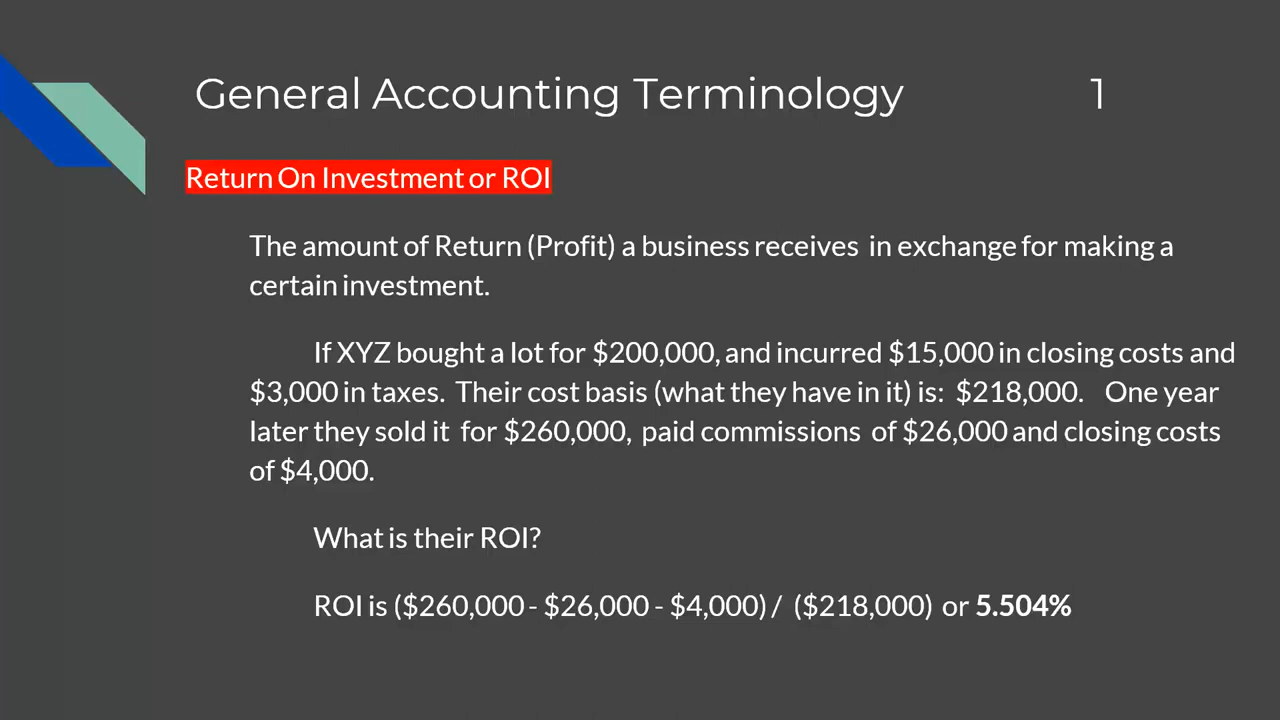 General Accounting Terminology 1
Return On Investment or ROI
The amount of Return (Profit) a business receives in exchange for making a
certain investment.
If XYZ bought a lot for $200,000, and incurred $15,000 in closing costs and
$3,000 in taxes. Their cost basis (what they have in it) is: $218,000. One year
later they sold it for $260,000, paid commissions of $26,000 and closing costs
of $4,000.
What is their ROI?
ROI is ($260,000 - $26,000 - $4,000) / ($218,000) or 5.504%